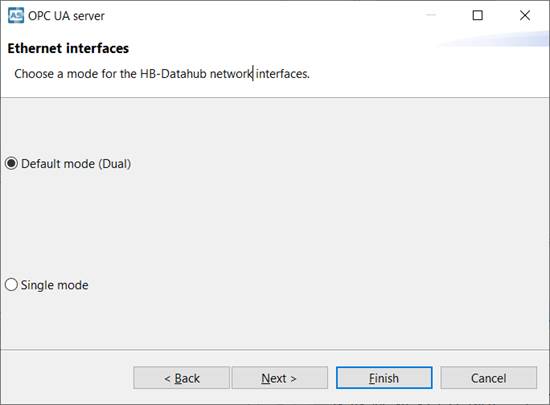 OPC UA server
Ethernet interfaces
Choose a mode for the HB-Datahub network interfaces.
Default mode (Dual)
Single mode
< Back
Next >
Finish
Cancel